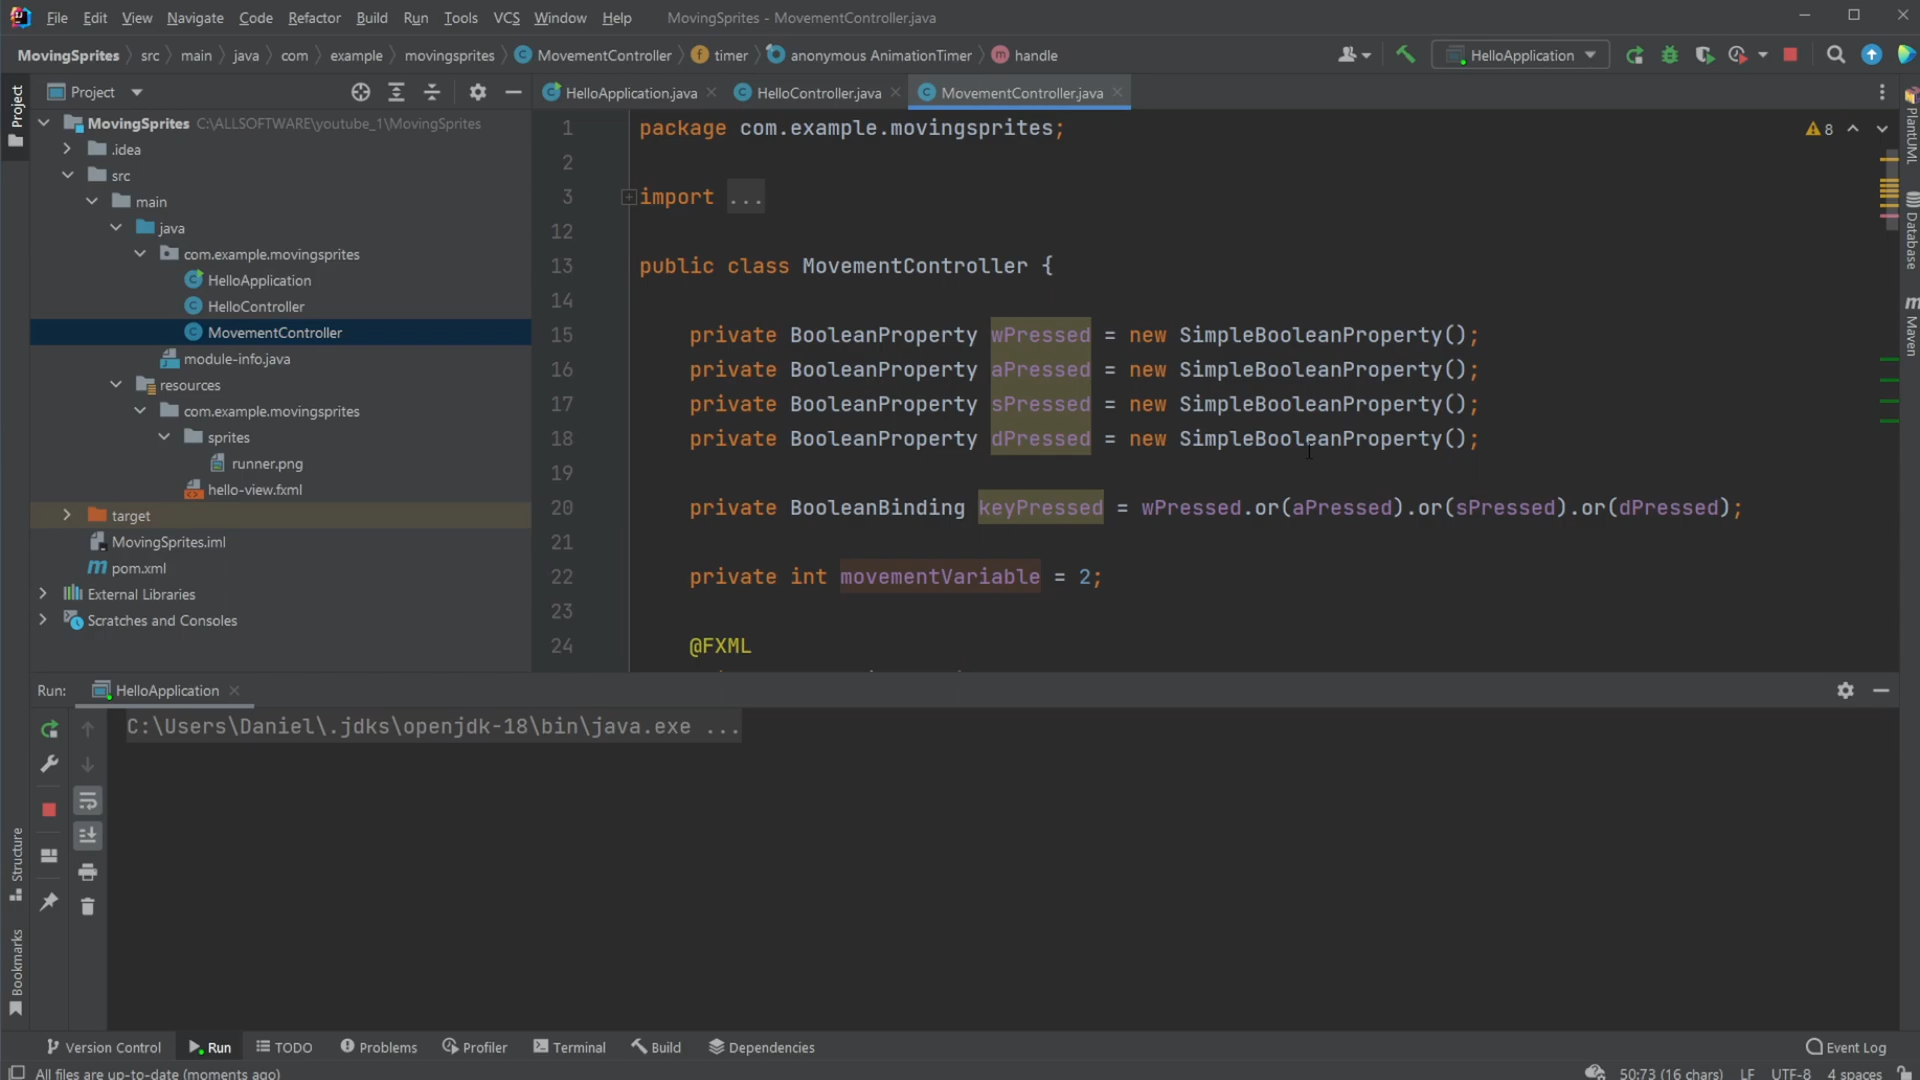 File Edit View Navigate Code Refactor Build Run Tools VCS Window Help MovingSprites - MovementController.java
MovingSprites src main java com example movingsprites MovementController timer anonymous AnimationTimer handle HelloApplication
Project
HelloApplication.java HelloController.java MovementController.java
Project
MovingSprites C:\ALLSOFTWARE\youtube_1\MovingSprites
.idea
src
main
java
com.example.movingsprites
HelloApplication
HelloController
MovementController
module-info.java
resources
com.example.movingsprites
sprites
runner.png
hello-view.fxml
target
MovingSprites.iml
pom.xml
External Libraries
Scratches and Consoles
1 package com.example.movingsprites;
2
3 import ...
12
13 public class MovementController {
14
15 private BooleanProperty wPressed = new SimpleBooleanProperty();
16 private BooleanProperty aPressed = new SimpleBooleanProperty();
17 private BooleanProperty sPressed = new SimpleBooleanProperty();
18 private BooleanProperty dPressed = new SimpleBooleanProperty();
19
20 private BooleanBinding keyPressed = wPressed.or(aPressed).or(sPressed).or(dPressed);
21
22 private int movementVariable = 2;
23
24 @FXML
8
PlantUML
Database
Maven
Run: HelloApplication
C:\Users\Daniel\.jdks\openjdk-18\bin\java.exe ...
Structure
Bookmarks
Version Control Run TODO Problems Profiler Terminal Build Dependencies Event Log
All files are up-to-date (moments ago) 50:73 (16 chars) LF UTF-8 4 spaces